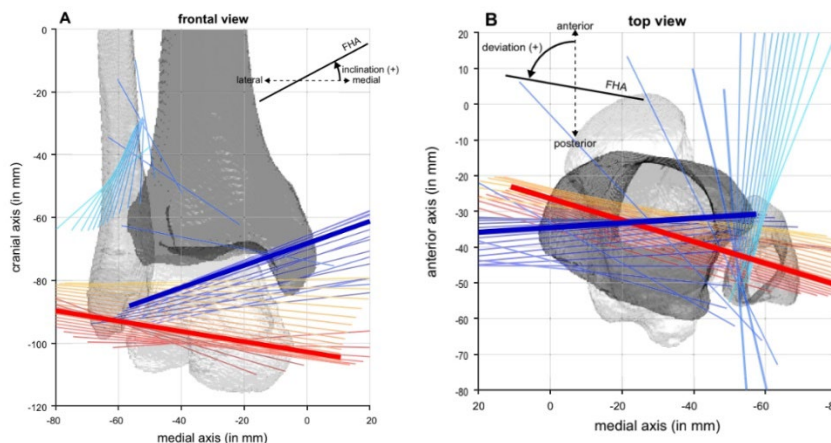 A
frontal view
FHA
inclination (+)
lateral
medial
0
-20
-40
-60
-80
-100
-120
cranial axis (in mm)
-80 -60 -40 -20 0 20
medial axis (in mm)
B
top view
anterior
deviation (+)
FHA
posterior
20
10
0
-10
-20
-30
-40
-50
-60
-70
-80
anterior axis (in mm)
20 0 -20 -40 -60
medial axis (in mm)